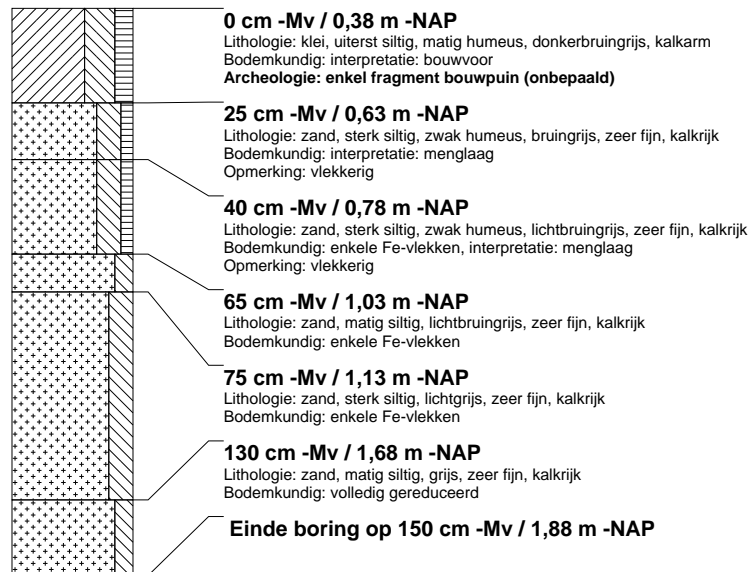 0 cm -Mv / 0,38 m -NAP
Lithologie: klei, uiterst siltig, matig humeus, donkerbruingrijs, kalkarm
Bodemkundig: interpretatie: bouwvoor
Archeologie: enkel fragment bouwpuin (onbepaald)
25 cm -Mv / 0,63 m -NAP
Lithologie: zand, sterk siltig, zwak humeus, bruingrijs, zeer fijn, kalkrijk
Bodemkundig: interpretatie: menglaag
Opmerking: vlekkerig
40 cm -Mv / 0,78 m -NAP
Lithologie: zand, sterk siltig, zwak humeus, lichtbruingrijs, zeer fijn, kalkrijk
Bodemkundig: enkele Fe-vlekken, interpretatie: menglaag
Opmerking: vlekkerig
65 cm -Mv / 1,03 m -NAP
Lithologie: zand, matig siltig, lichtbruingrijs, zeer fijn, kalkrijk
Bodemkundig: enkele Fe-vlekken
75 cm -Mv / 1,13 m -NAP
Lithologie: zand, sterk siltig, lichtgrijs, zeer fijn, kalkrijk
Bodemkundig: enkele Fe-vlekken
130 cm -Mv / 1,68 m -NAP
Lithologie: zand, matig siltig, grijs, zeer fijn, kalkrijk
Bodemkundig: volledig gereduceerd
Einde boring op 150 cm -Mv / 1,88 m -NAP